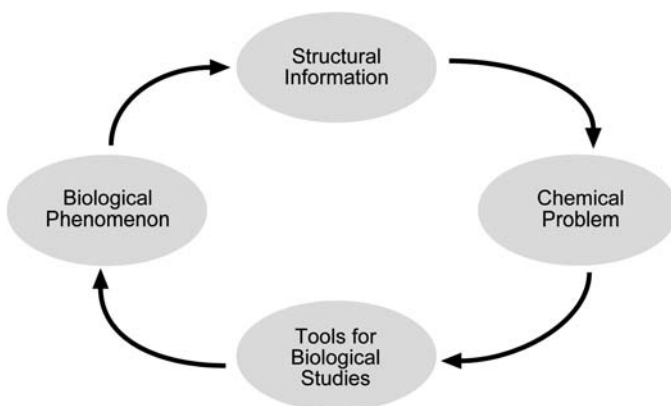 Structural
Information
Chemical
Problem
Tools for
Biological
Studies
Biological
Phenomenon